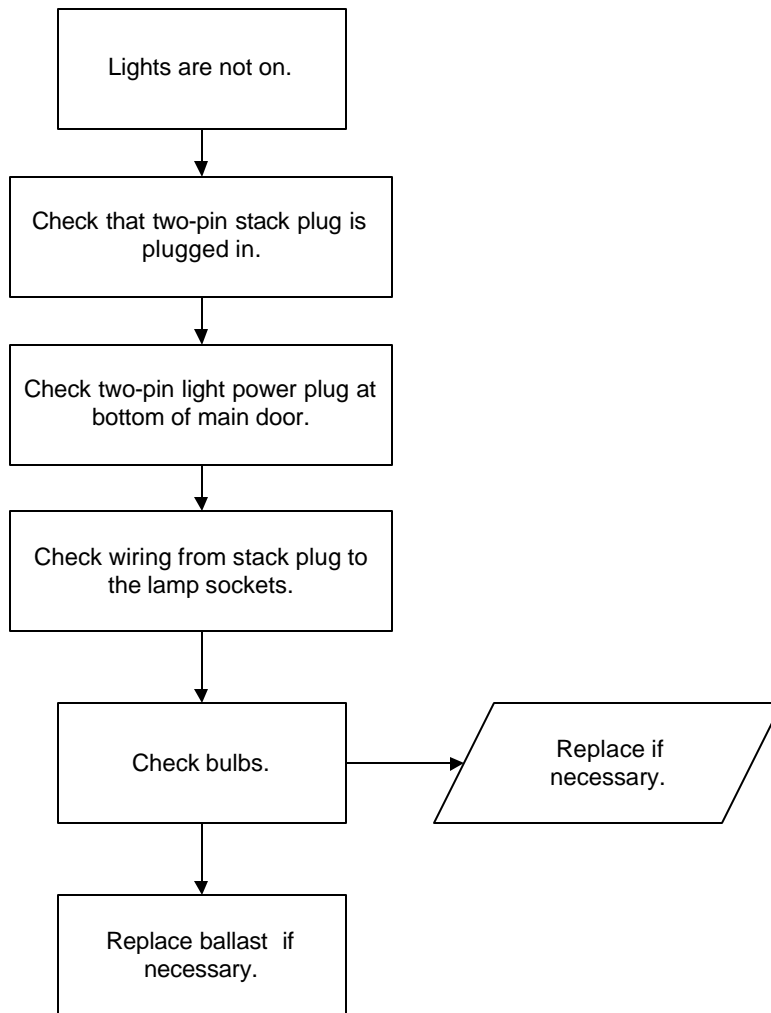 Lights are not on.
Check that two-pin stack plug is
plugged in.
Check two-pin light power plug at
bottom of main door.
Check wiring from stack plug to
the lamp sockets.
Check bulbs.
Replace if
necessary.
Replace ballast if
necessary.